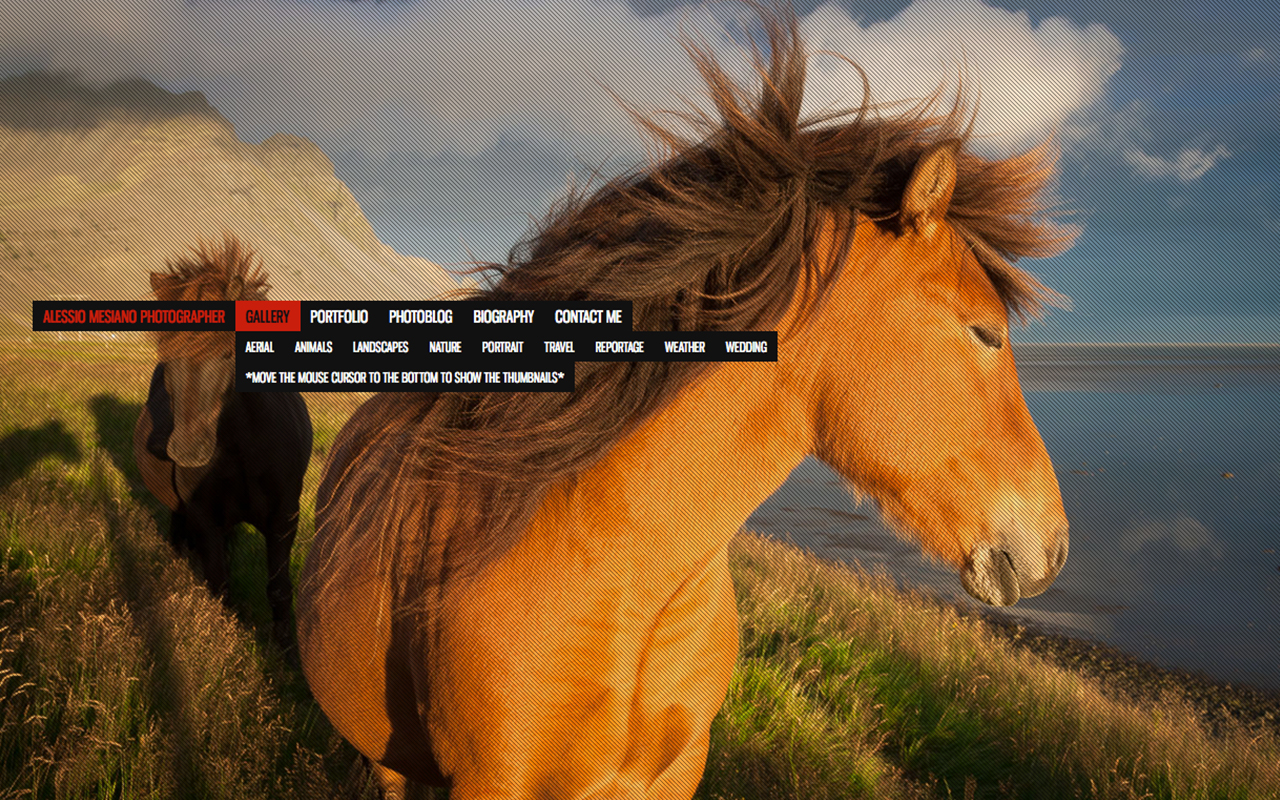 ALESSIO MESIANO PHOTOGRAPHER GALLERY PORTFOLIO PHOTOBLOG BIOGRAPHY CONTACT ME
AERIAL ANIMALS LANDSCAPES NATURE PORTRAIT TRAVEL REPORTAGE WEATHER WEDDING
*MOVE THE MOUSE CURSOR TO THE BOTTOM TO SHOW THE THUMBNAILS*